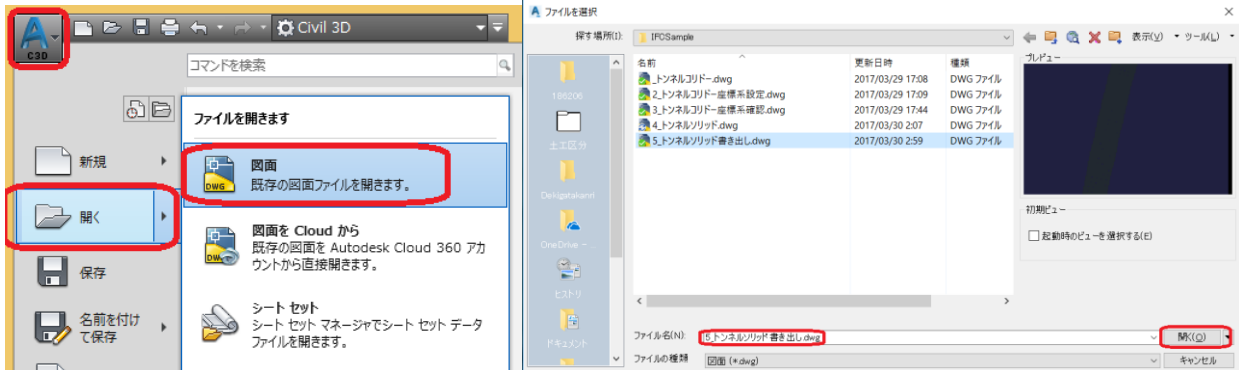 C3D
Civil 3D
コマンドを検索
ファイルを開きます
新規
開く
保存
名前を付け
て保存
DWG
図面
既存の図面ファイルを開きます。
図面を Cloud から
既存の図面を Autodesk Cloud 360 アカ
ウントから直接開きます。
シート セット
シート セット マネージャでシート セット データ
ファイルを開きます。
ファイルを選択
探す場所(I):
IFCSample
表示(V)
ツール(L)
名前
更新日時
種類
_トンネルコリドー.dwg 2017/03/29 17:08 DWG ファイル
2_トンネルコリドー座標系設定.dwg 2017/03/29 17:09 DWG ファイル
3_トンネルコリドー座標系確認.dwg 2017/03/29 17:44 DWG ファイル
4_トンネルソリッド.dwg 2017/03/30 2:07 DWG ファイル
5_トンネルソリッド書き出し.dwg 2017/03/30 2:59 DWG ファイル
186206
土工区分
Dekigatakanri
OneDrive - ...
ヒストリ
ドキュメント
プレビュー
初期ビュー
起動時のビューを選択する(E)
ファイル名(N):
5_トンネルソリッド書き出し.dwg
開く(O)
ファイルの種類
図面 (*.dwg)
キャンセル